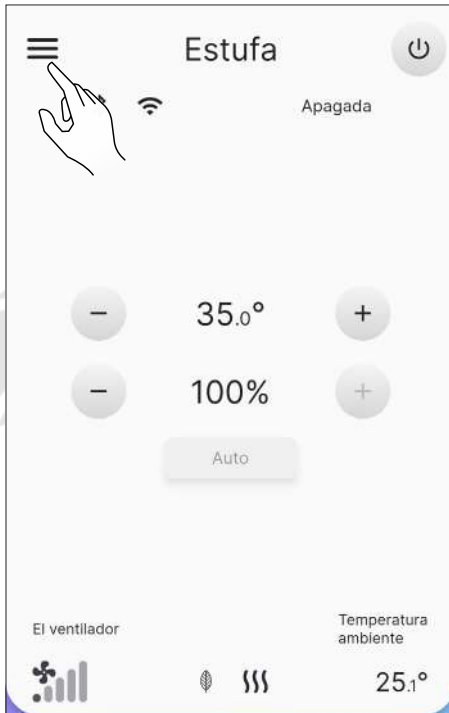 Estufa
Apagada
− 35.0° +
− 100% +
Auto
El ventilador
Temperatura
ambiente
25.1°